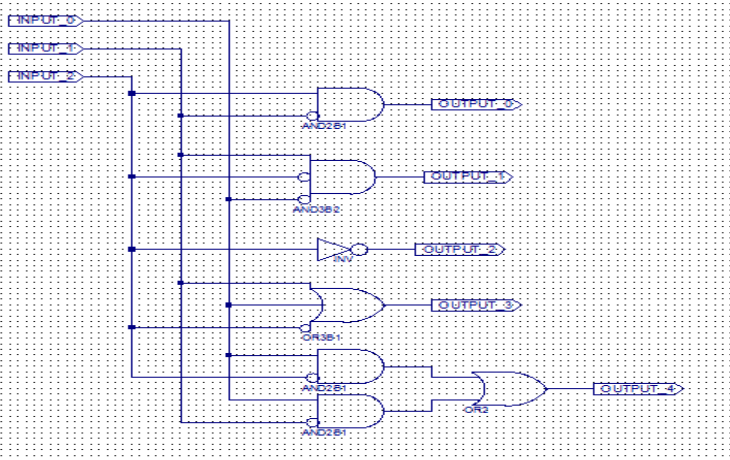 INPUT_0
INPUT_1
INPUT_2
OUTPUT_0
AND2B1
OUTPUT_1
AND3B2
OUTPUT_2
INV
OUTPUT_3
OR3B1
AND2B1
OUTPUT_4
OR2
AND2B1